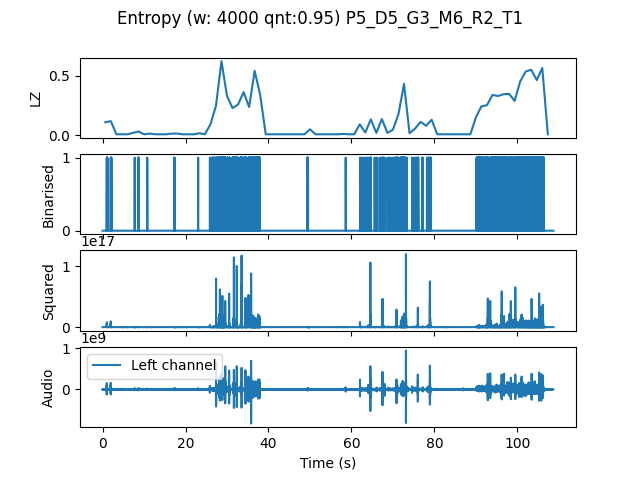 Entropy (w: 4000 qnt:0.95) P5_D5_G3_M6_R2_T1
0.5
0.0
LZ
1
0
Binarised
1e17
1
0
Squared
1e9
1
0
Audio
Left channel
0 20 40 60 80 100
Time (s)